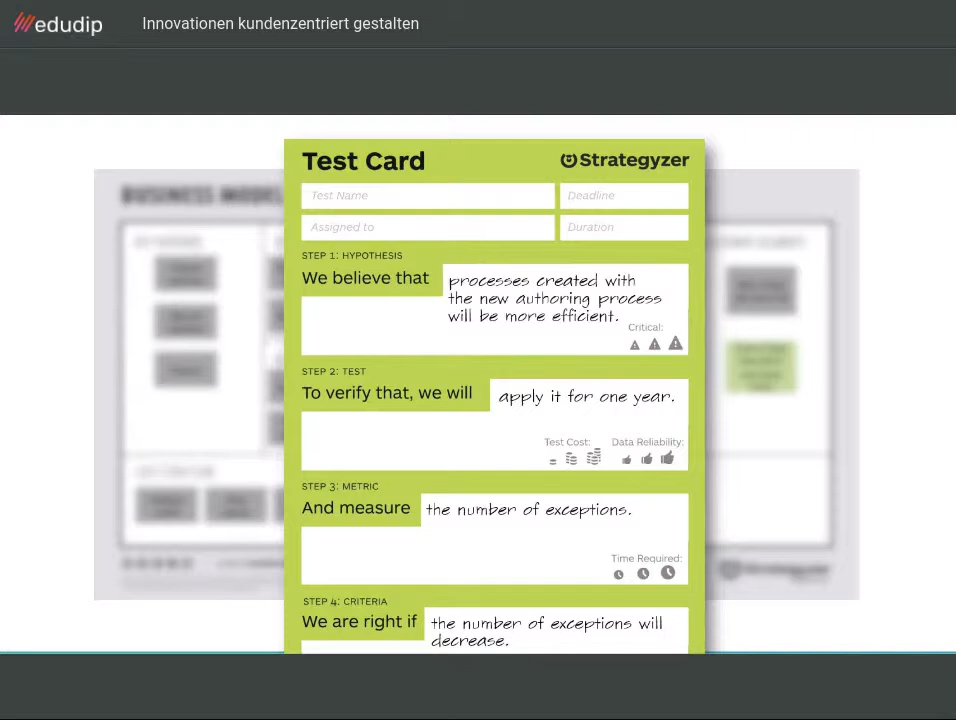 edudip
Innovationen kundenzentriert gestalten
BUSINESS MODEL
Test Card
Strategyzer
Test Name
Deadline
Assigned to
Duration
STEP 1: HYPOTHESIS
We believe that
processes created with
the new authoring process
will be more efficient.
Critical:
STEP 2: TEST
To verify that, we will
apply it for one year.
Test Cost:
Data Reliability:
STEP 3: METRIC
And measure
the number of exceptions.
Time Required:
STEP 4: CRITERIA
We are right if
the number of exceptions will
decrease.
Strategyzer